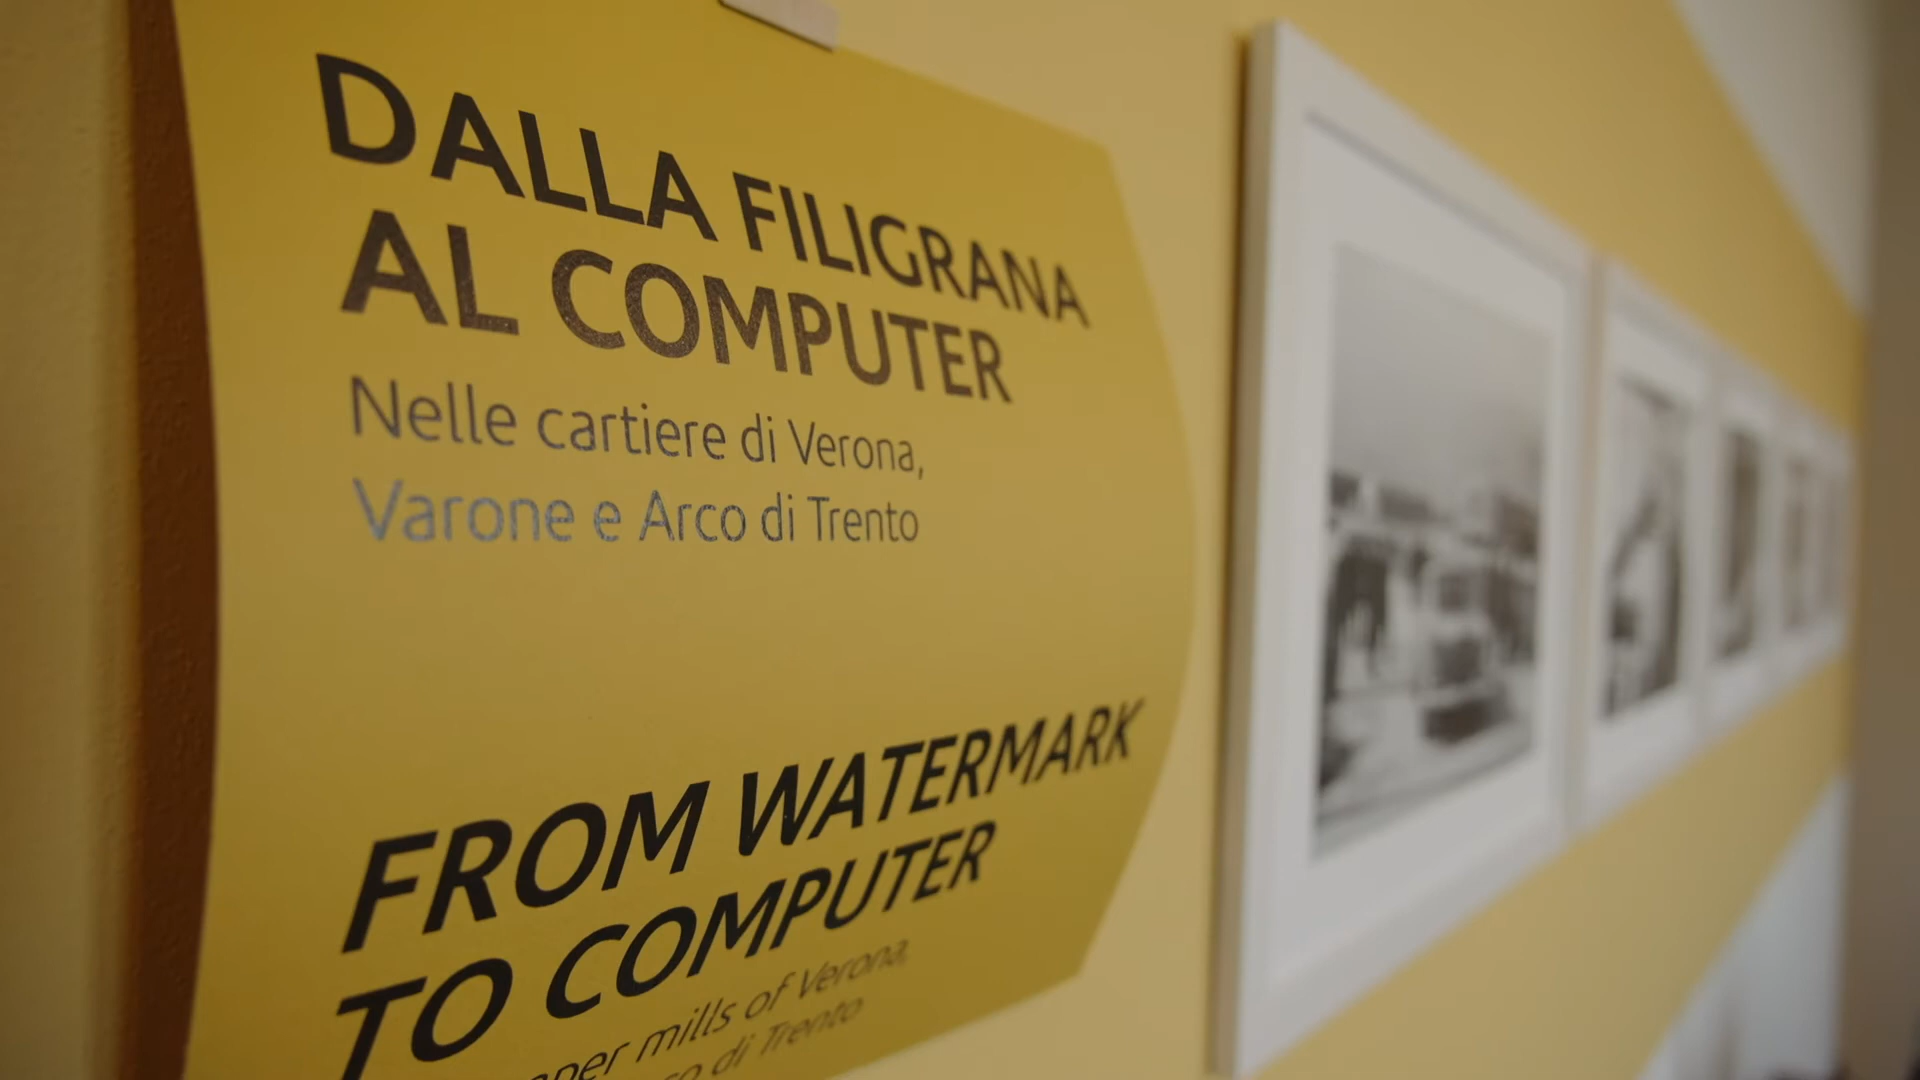 DALLA FILIGRANA
AL COMPUTER
Nelle cartiere di Verona,
Varone e Arco di Trento
FROM WATERMARK
TO COMPUTER
mills of Verona,
di Trento